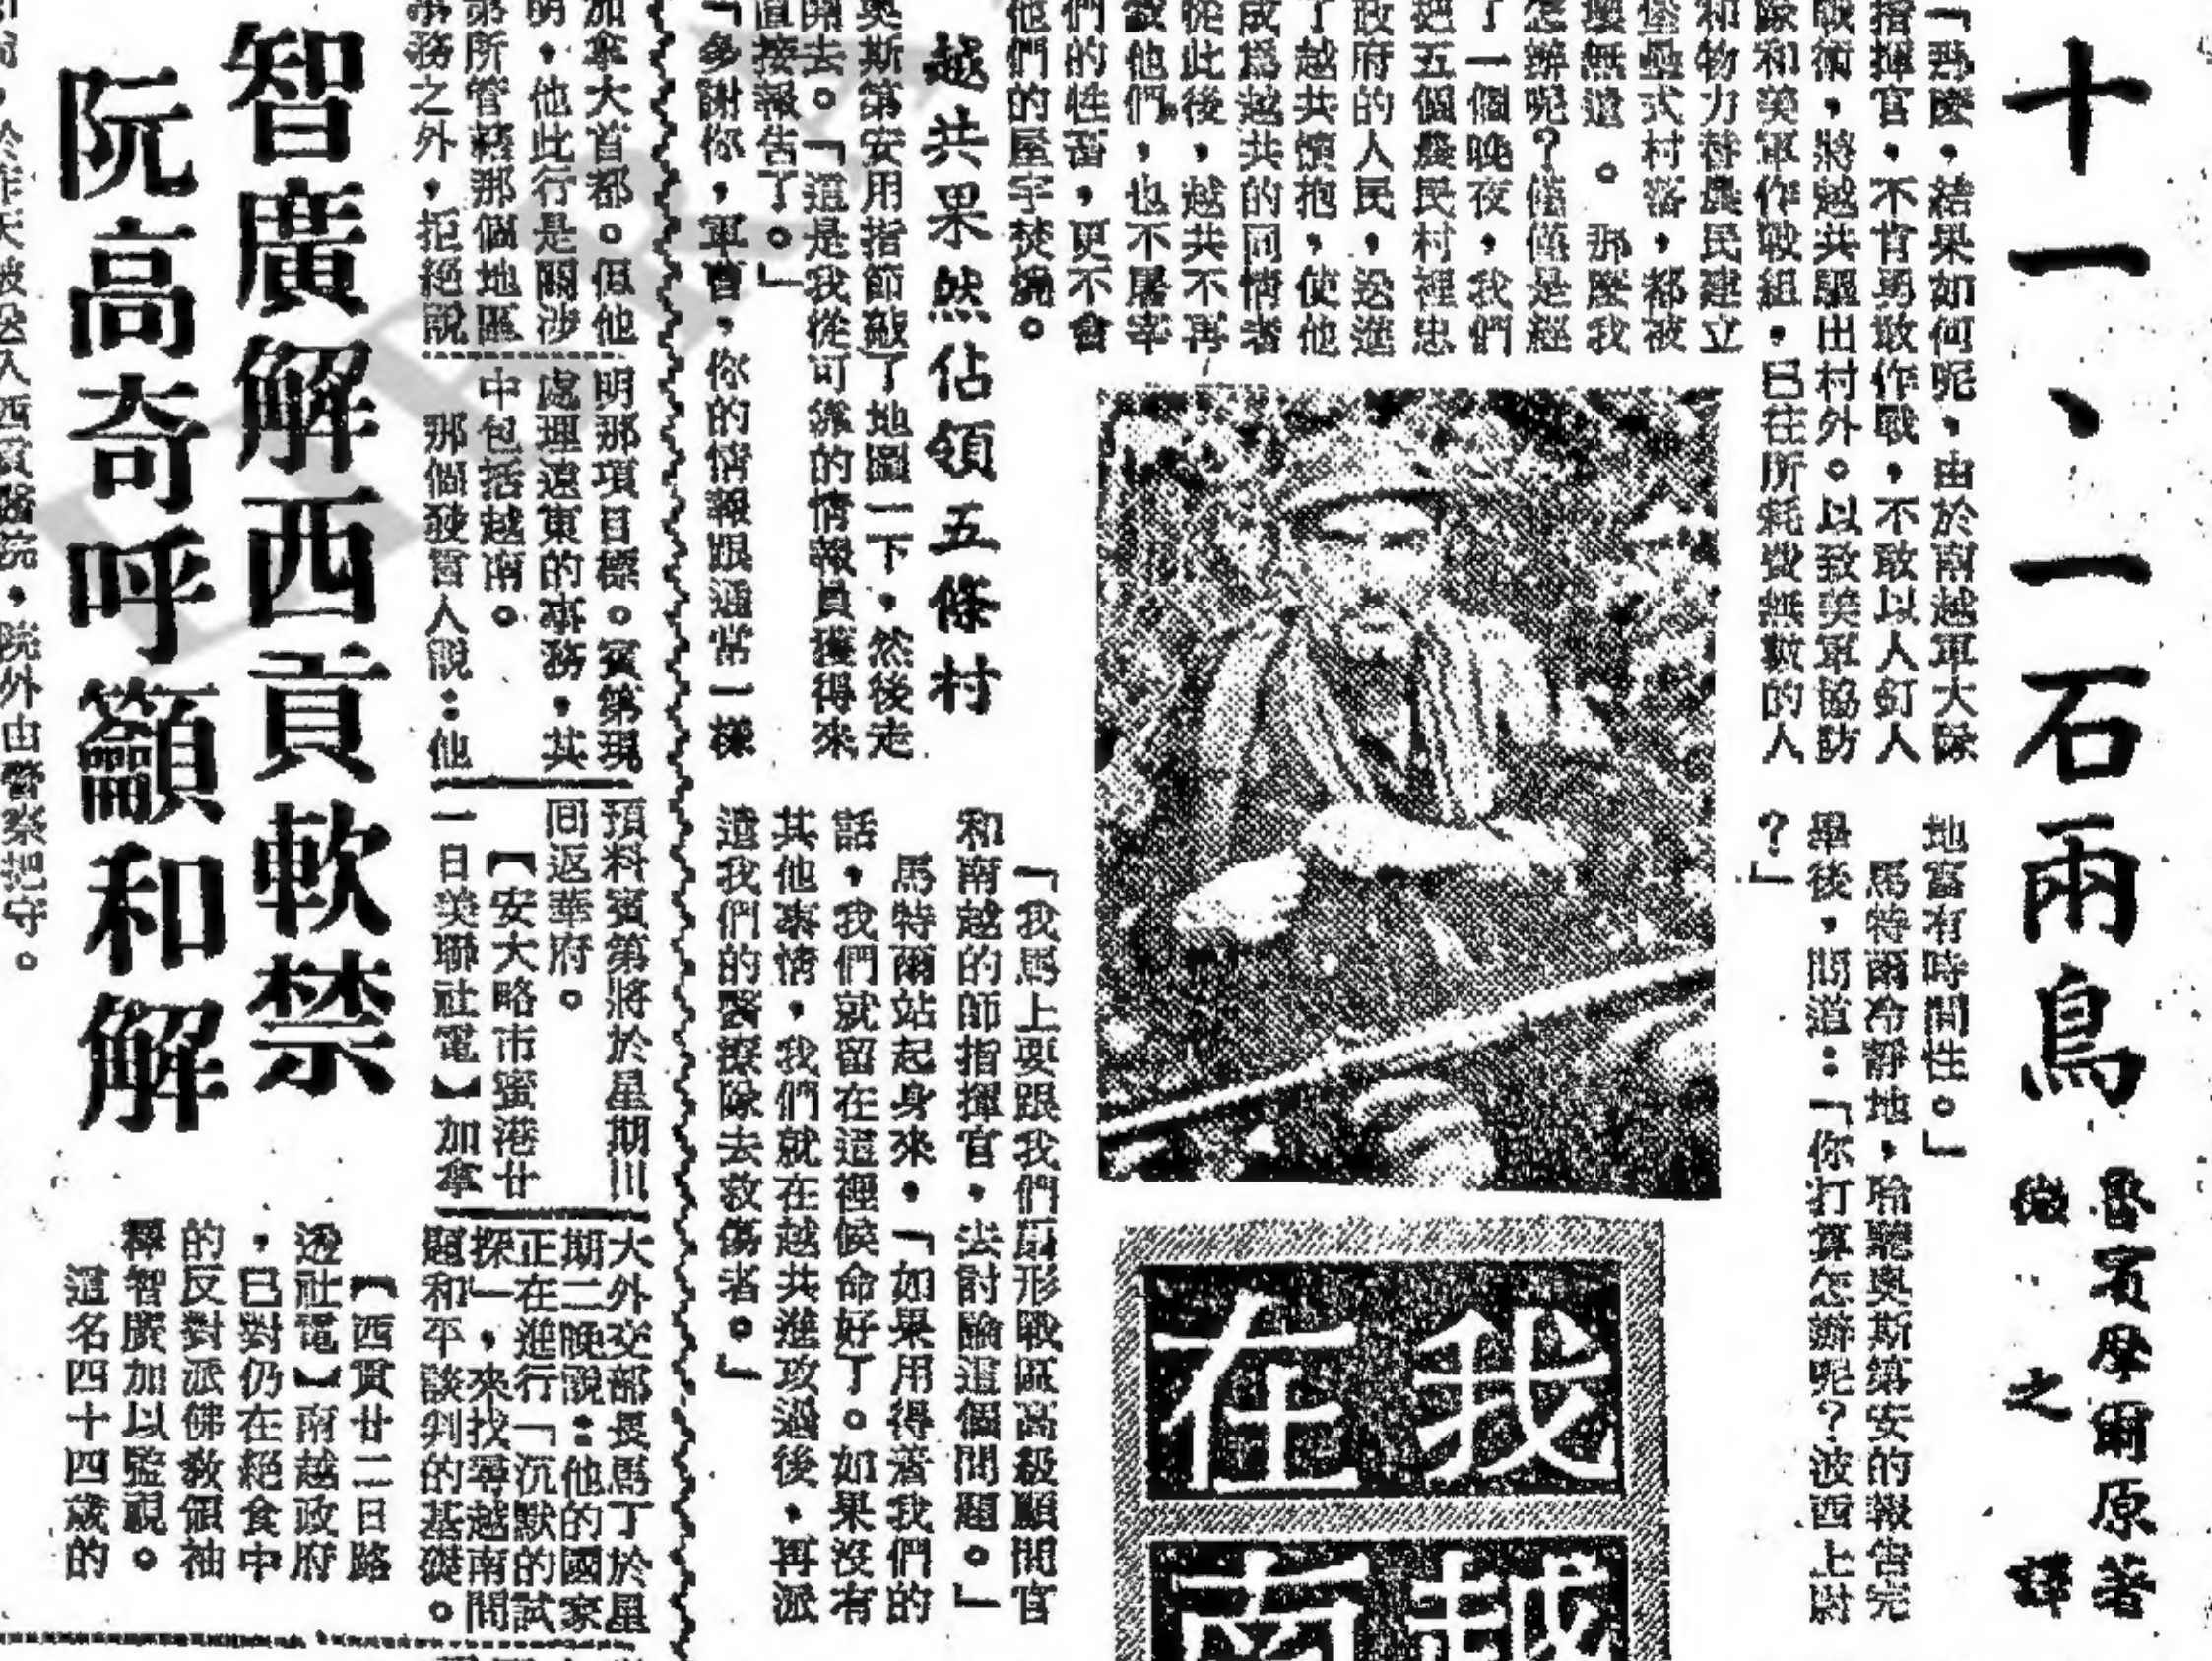 十一、一石兩鳥
魯賓摩爾原著
微之譯
「那麼,結果如何呢,由於南越軍大隊
指揮官,不肯勇敢作戰,不敢以人釘人
戰術,將越共驅出村外。以致美軍協防
隊和美軍作戰組,已往所耗費無數的人
和物力替農民建立
堡壘式村落,都被
壞無遺。那麼我
怎辦呢?僅僅是經
了一個晚夜,我們
把五個農民村裡忠
政府的人民,送進
了越共懷抱,使他
成爲越共的同情者
從此後,越共不再
他們,也不屠宰
們的牲畜,更不會
他們的屋宇焚燒。
地富有時間性。」
馬特爾冷靜地,聆聽奧斯第安的報告完
畢後,問道:「你打算怎辦呢?波西上尉
?」
我在
越南
「我馬上要跟我們扇形戰區高級顧問官
和南越的師指揮官,去討論這個問題。」
馬特爾站起身來,「如果用得着我們的
話,我們就留在這裡候命好了。如果沒有
其他事情,我們就在越共進攻過後,再派
遣我們的醫療隊去救傷者。」
越共果然佔領五條村
奧斯第安用指節敲了地圖一下,然後走
開去。「這是我從可靠的情報員獲得來
直接報告了。」
「多謝你,軍曹,你的情報跟通常一樣
加拿大首都。但他
明,他此行是關涉
第所管轄那個地區
事務之外,拒絕說
明那項目標。賓第現
處理遠東的事務,其
中包括越南。
那個發言人說:他
預料賓第將於星期川
回返華府。
【安大略市蜜港廿
一日美聯社電】加拿
大外交部長馬丁於星
期二晚說:他的國家
正在進行「沉默的試
探」,來找尋越南問
題和平談判的基礎。
智廣解西貢軟禁
阮高奇呼籲和解
【西貢廿二日路
透社電】南越政府
,已對仍在絕食中
的反對派佛教領袖
釋智廣加以監視。
這名四十四歲的
,於昨天被送入西貢醫院,院外由警察把守。